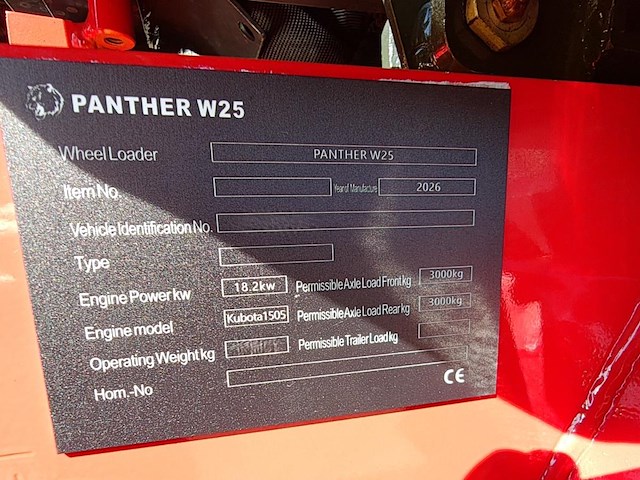 PANTHER W25
Wheel Loader PANTHER W25
Item No. Year of Manufacture 2026
Vehicle Identification No.
Type
Engine Power kw 18.2kw Permissible Axle Load Front kg 3000kg
Engine model Kubota1505 Permissible Axle Load Rear kg 3000kg
Operating Weight kg Permissible Trailer Load kg
Hom.-No
CE